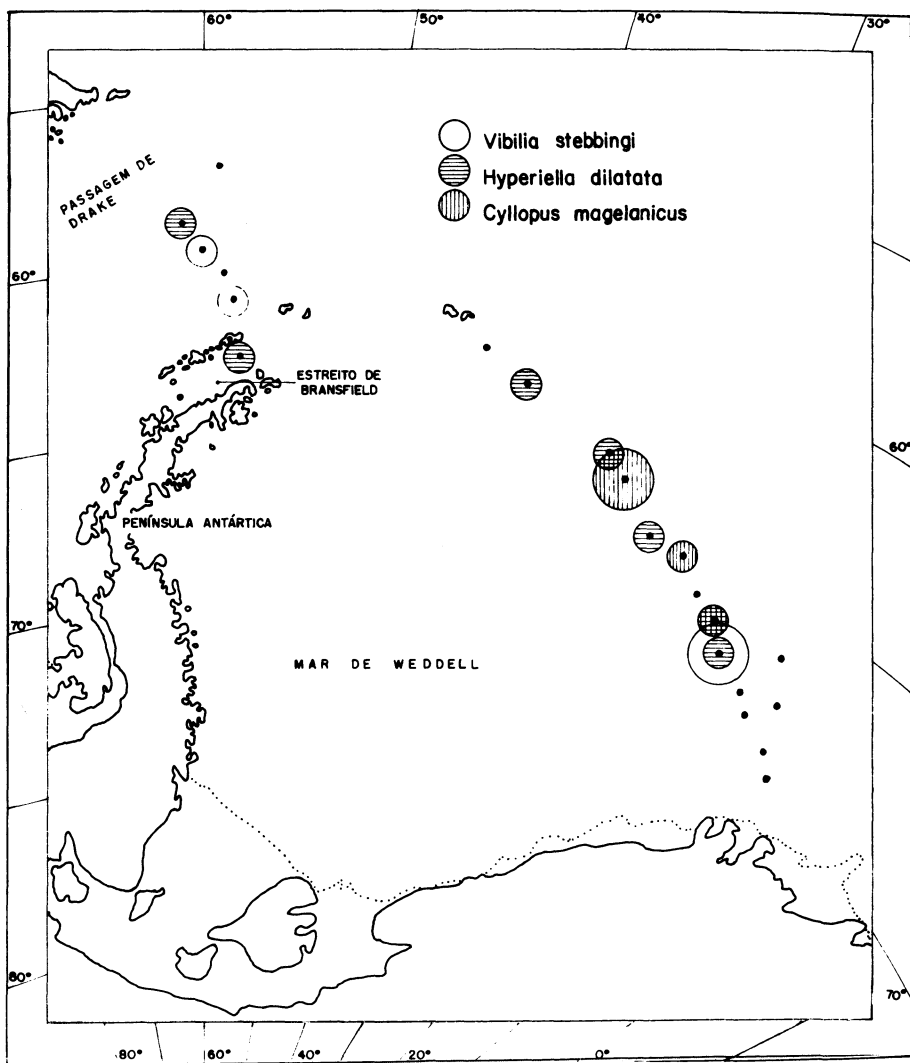 60°
50°
40°
30°
Vibilia stebbingi
Hyperiella dilatata
Cyllopus magelanicus
PASSAGEM DE
DRAKE
60°
ESTREITO DE
BRANSFIELD
60°
PENÍNSULA ANTÁRTICA
70°
MAR DE WEDDELL
80°
70°
80°
60°
40°
20°
0°